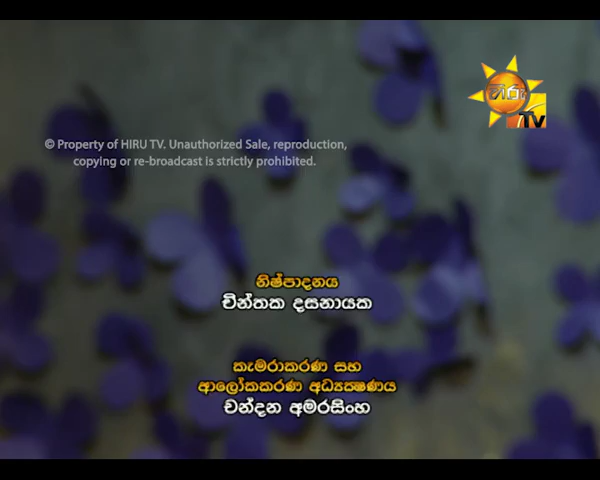 හිරු
TV
© Property of HIRU TV. Unauthorized Sale, reproduction,
copying or re-broadcast is strictly prohibited.
නිෂ්පාදනය
චින්තක දසනායක
කැමරාකරණ සහ
ආලෝකකරණ අධ්‍යක්ෂණය
චන්දන අමරසිංහ